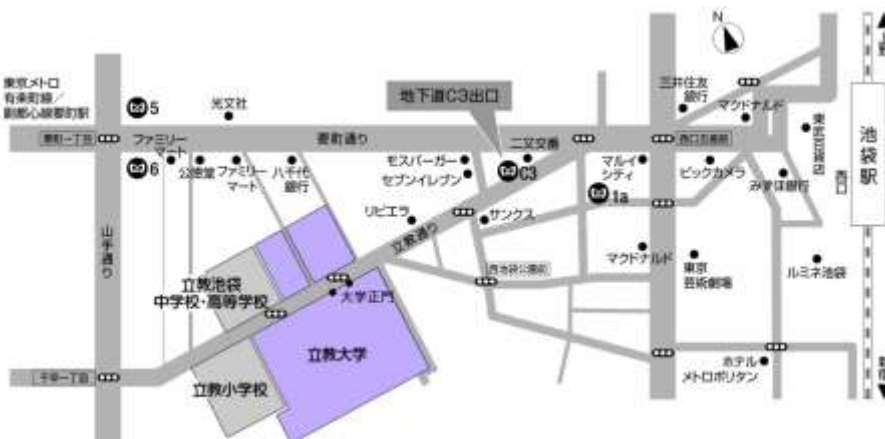 N
東京メトロ
有楽町線/
副都心線要町駅
5
光文社
地下道C3出口
三井住友
銀行
マクドナルド
東武百貨店
西口
池袋駅
要町一丁目
ファミリー
マート
要町通り
二又交番
モスバーガー
セブンイレブン
C3
マルイ
シティ
西口五差路
ビックカメラ
みずほ銀行
6
公徳堂
ファミリー
マート
八千代
銀行
1a
リビエラ
サンクス
山手通り
立教通り
西池袋公園前
マクドナルド
東京
芸術劇場
ルミネ池袋
立教池袋
中学校・高等学校
大学正門
立教大学
立教小学校
ホテル
メトロポリタン
新宿